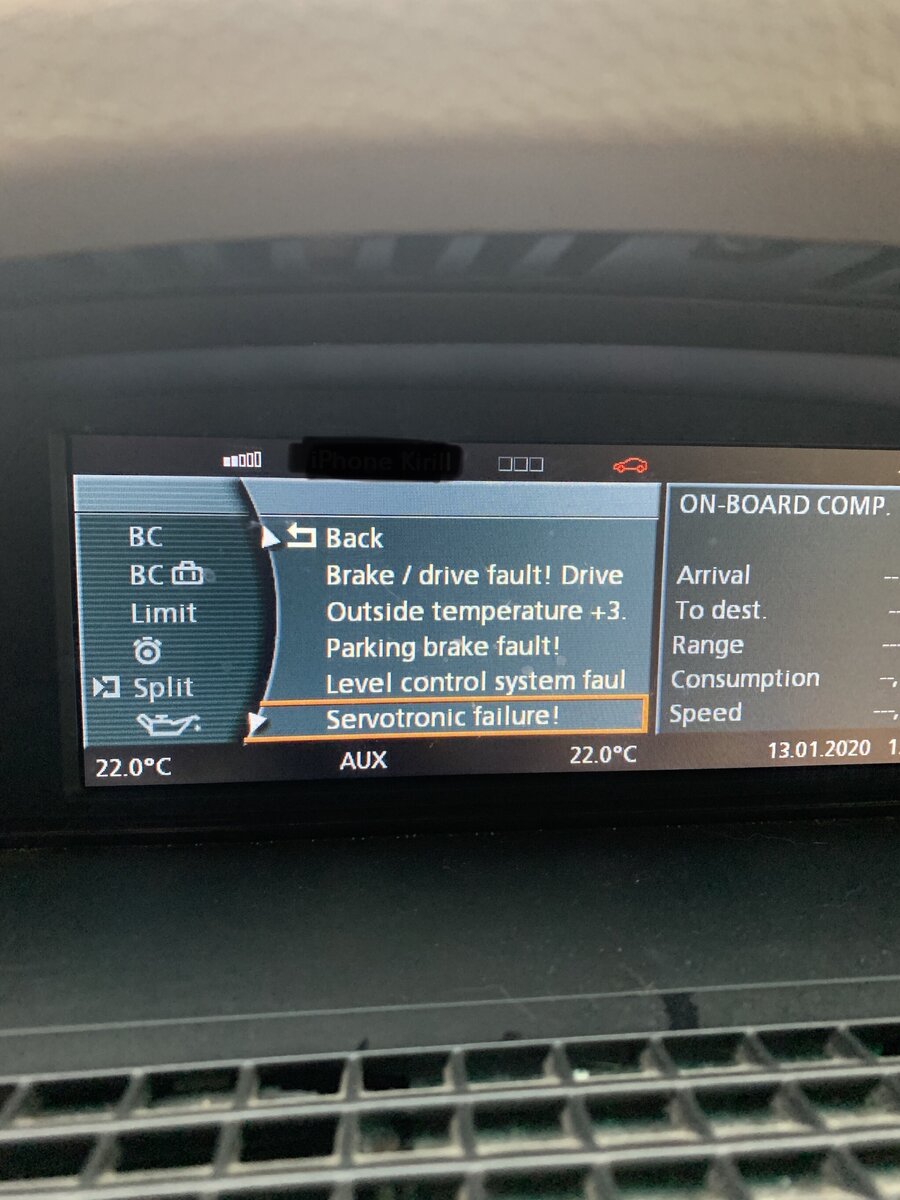 iPhone Kirill
BC
BC
Limit
Split
Back
Brake / drive fault! Drive
Outside temperature +3.
Parking brake fault!
Level control system faul
Servotronic failure!
ON-BOARD COMP.
Arrival --
To dest. --
Range ---
Consumption --,
Speed ---,
22.0°C
AUX
22.0°C
13.01.2020 1